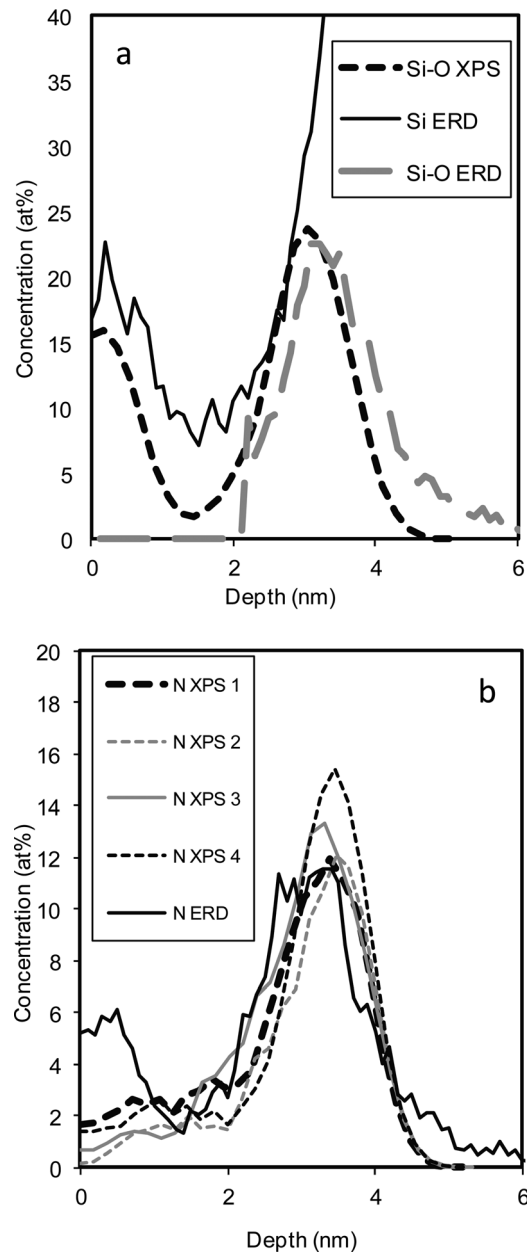 a
Si-O XPS
Si ERD
Si-O ERD
Concentration (at%)
40
35
30
25
20
15
10
5
0
0 2 4 6
Depth (nm)
b
N XPS 1
N XPS 2
N XPS 3
N XPS 4
N ERD
Concentration (at%)
20
18
16
14
12
10
8
6
4
2
0
0 2 4 6
Depth (nm)